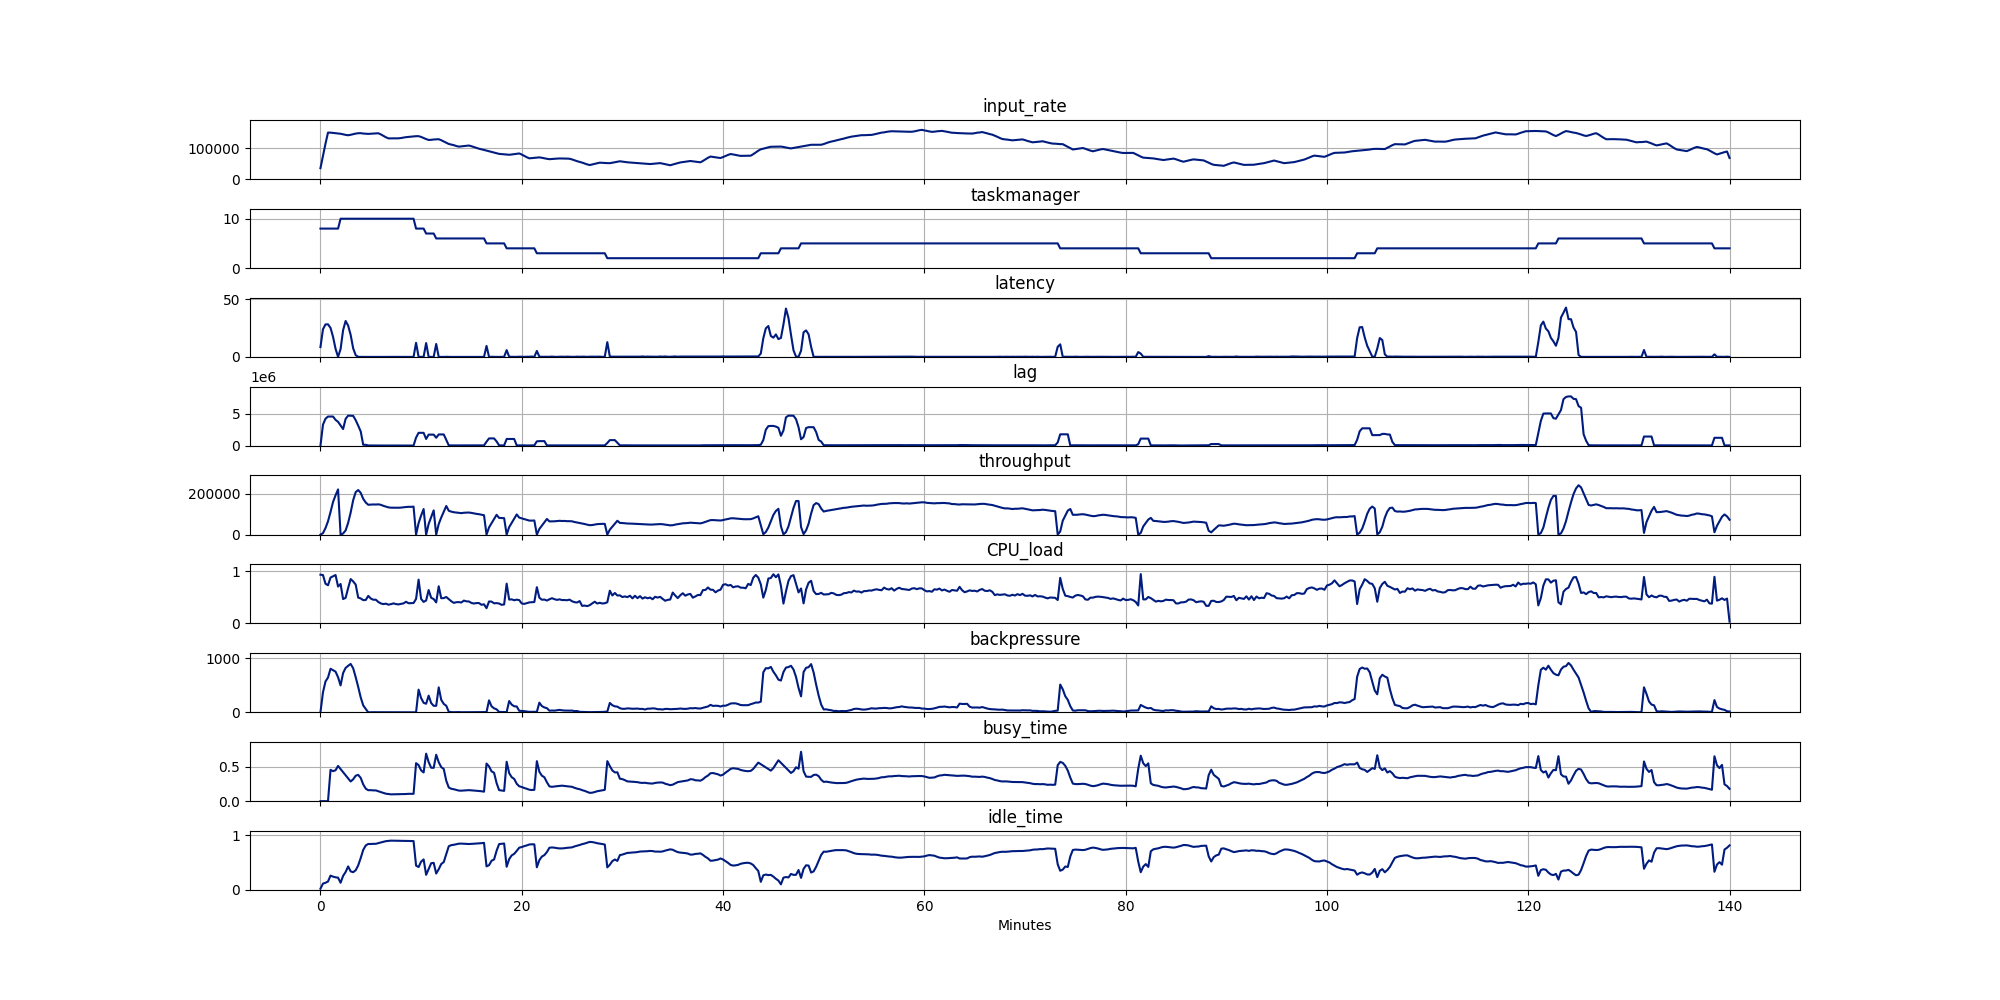 input_rate
100000
0
taskmanager
10
0
latency
50
0
lag
1e6
5
0
throughput
200000
0
CPU_load
1
0
backpressure
1000
0
busy_time
0.5
0.0
idle_time
1
0
0 20 40 60 80 100 120 140
Minutes